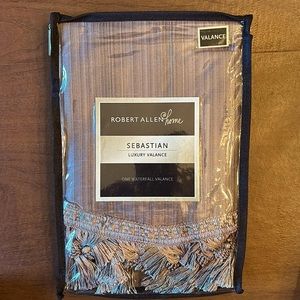 VALANCE
ROBERT ALLEN @ home
SEBASTIAN
LUXURY VALANCE
ONE WATERFALL VALANCE